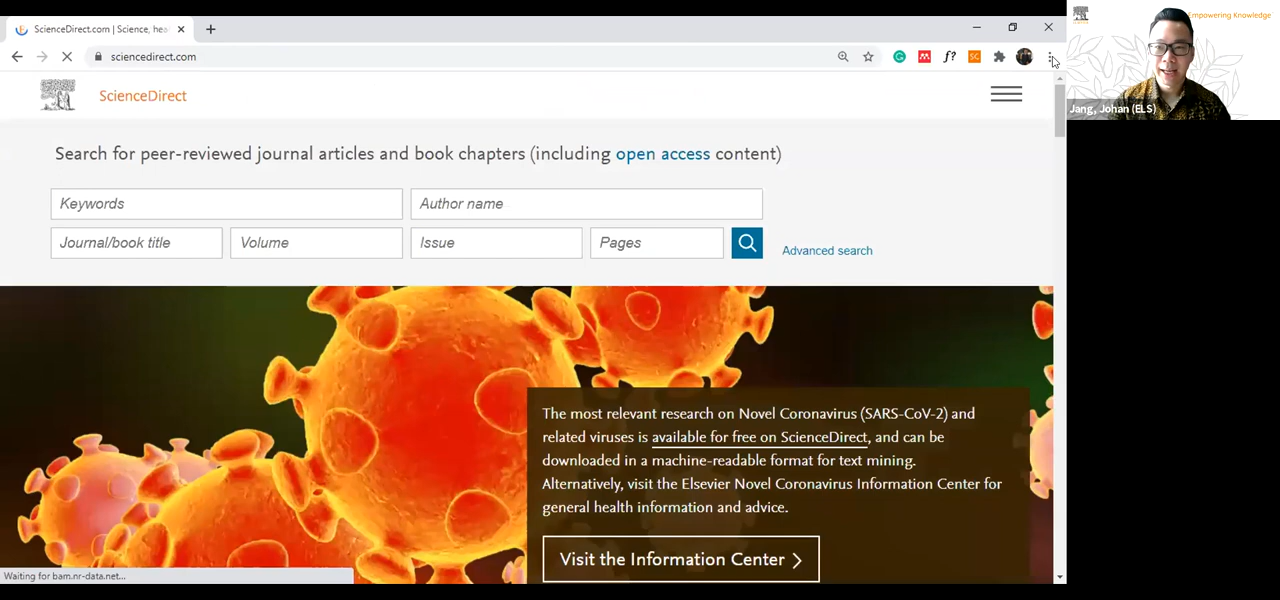 ScienceDirect.com | Science, hea
sciencedirect.com
Empowering Knowledge
Jang, Johan (ELS)
ScienceDirect
Search for peer-reviewed journal articles and book chapters (including open access content)
Keywords
Author name
Journal/book title
Volume
Issue
Pages
Advanced search
The most relevant research on Novel Coronavirus (SARS-CoV-2) and
related viruses is available for free on ScienceDirect, and can be
downloaded in a machine-readable format for text mining.
Alternatively, visit the Elsevier Novel Coronavirus Information Center for
general health information and advice.
Visit the Information Center
Waiting for bam.nr-data.net...